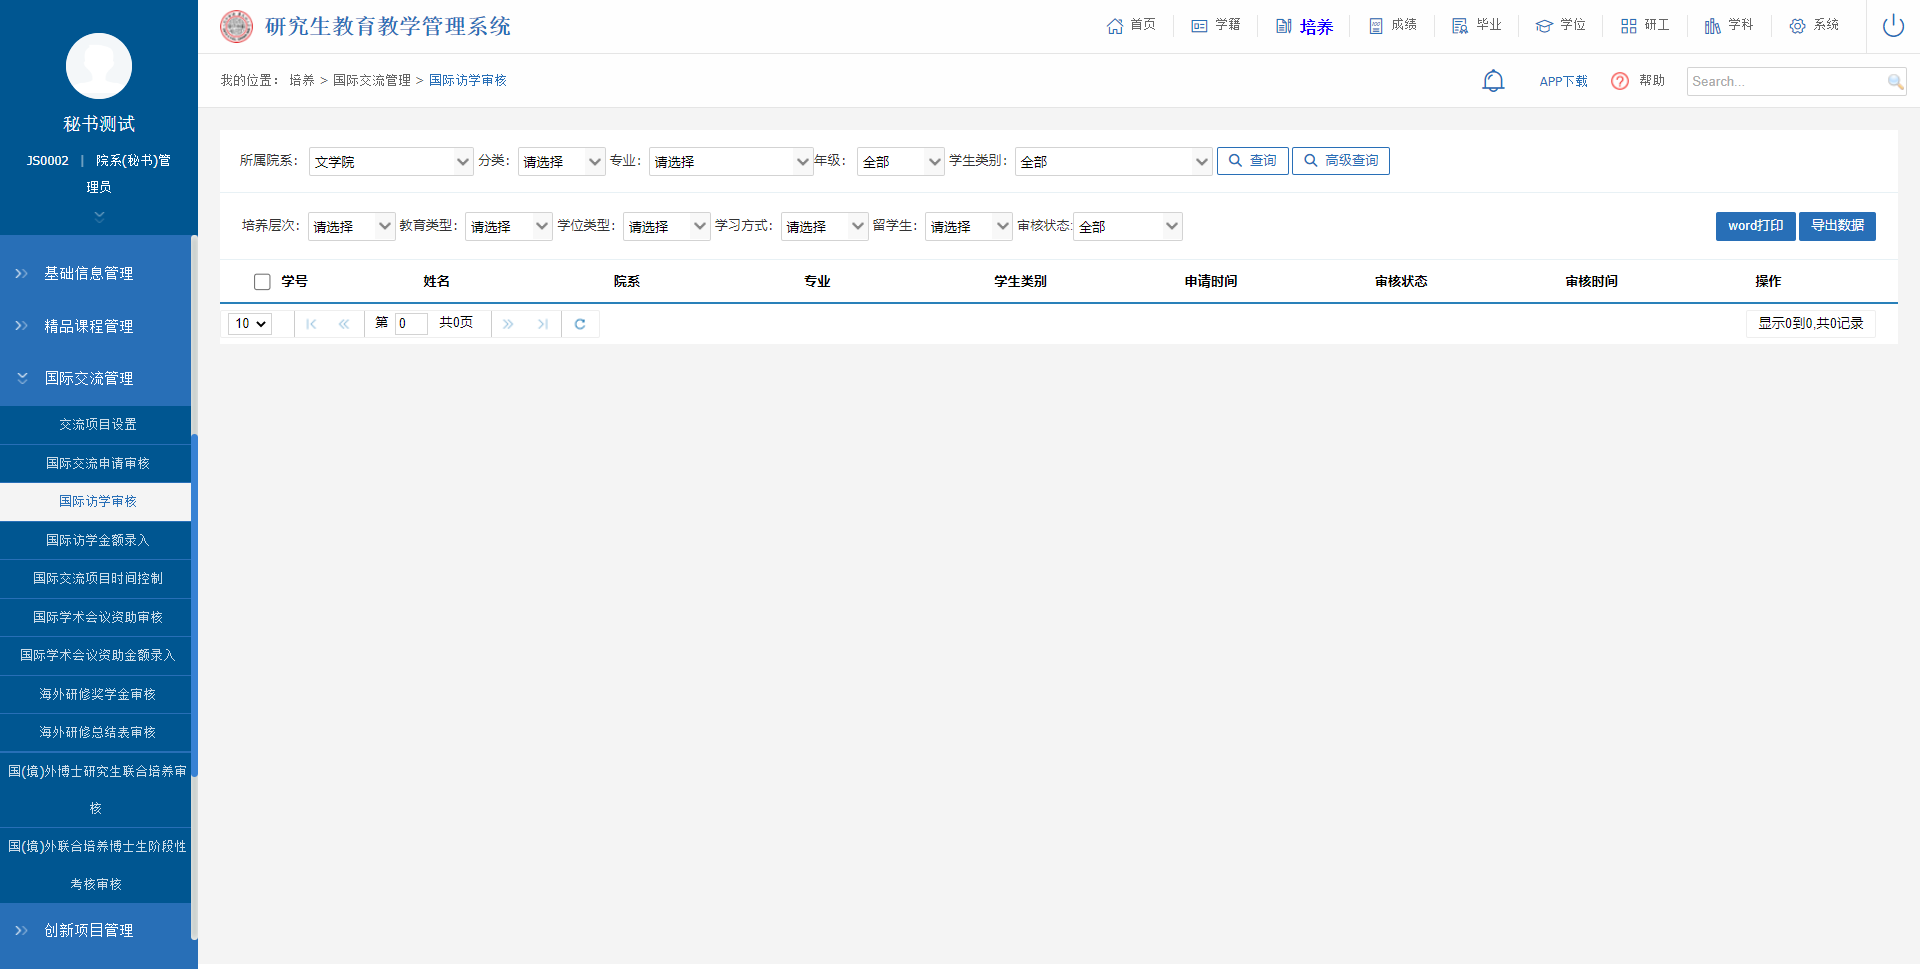 研究生教育教学管理系统
首页 学籍 培养 成绩 毕业 学位 研工 学科 系统
秘书测试
JS0002 | 院系(秘书)管
理员
我的位置： 培养 > 国际交流管理 > 国际访学审核
APP下载 帮助 Search...
基础信息管理
精品课程管理
国际交流管理
交流项目设置
国际交流申请审核
国际访学审核
国际访学金额录入
国际交流项目时间控制
国际学术会议资助审核
国际学术会议资助金额录入
海外研修奖学金审核
海外研修总结表审核
国(境)外博士研究生联合培养审
核
国(境)外联合培养博士生阶段性
考核审核
创新项目管理
所属院系： 文学院 分类： 请选择 专业： 请选择 年级： 全部 学生类别： 全部 查询 高级查询
培养层次： 请选择 教育类型： 请选择 学位类型： 请选择 学习方式： 请选择 留学生： 请选择 审核状态: 全部 word打印 导出数据
学号 姓名 院系 专业 学生类别 申请时间 审核状态 审核时间 操作
10 第 0 共0页 显示0到0,共0记录